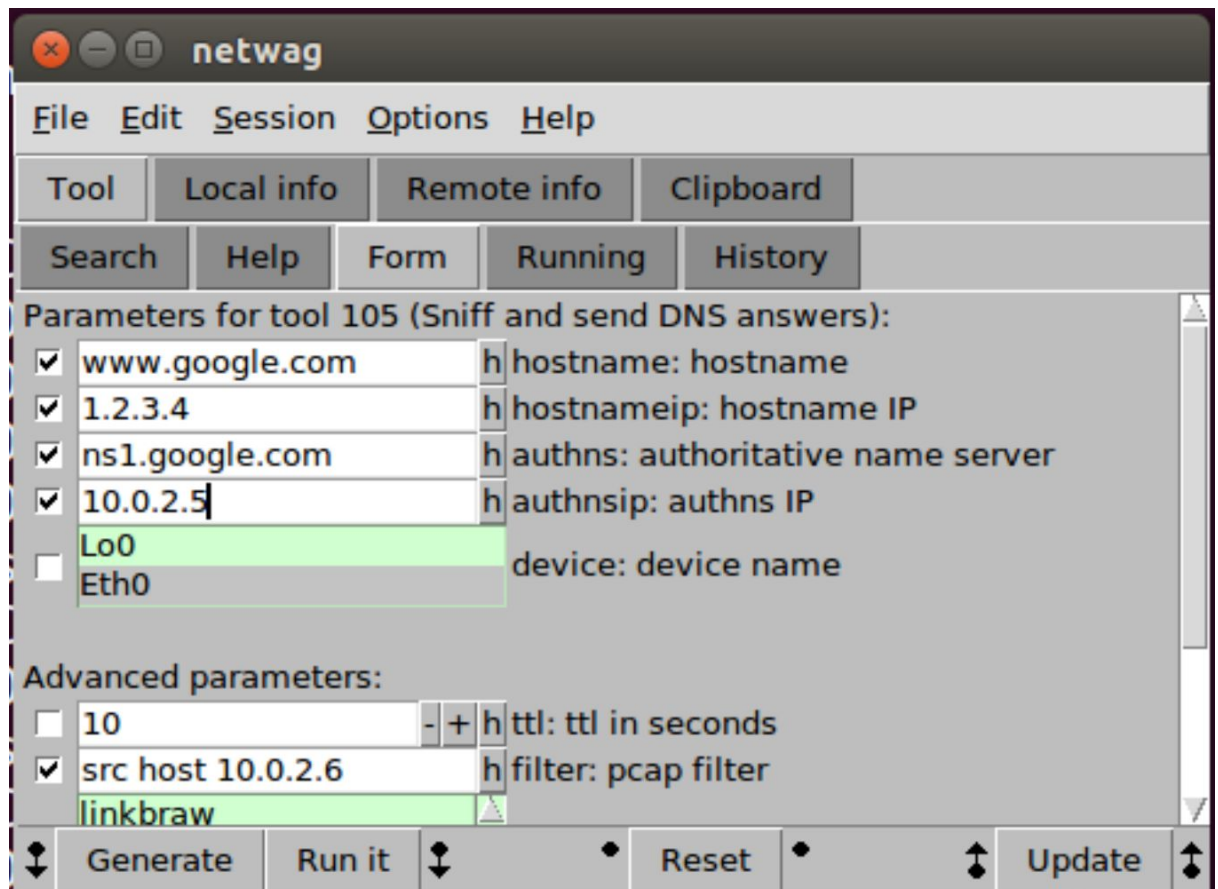 netwag
File Edit Session Options Help
Tool Local info Remote info Clipboard
Search Help Form Running History
Parameters for tool 105 (Sniff and send DNS answers):
www.google.com h hostname: hostname
1.2.3.4 h hostnameip: hostname IP
ns1.google.com h authns: authoritative name server
10.0.2.5 h authnsip: authns IP
Lo0
device: device name
Eth0
Advanced parameters:
10 - + h ttl: ttl in seconds
src host 10.0.2.6 h filter: pcap filter
linkbraw
Generate Run it Reset Update